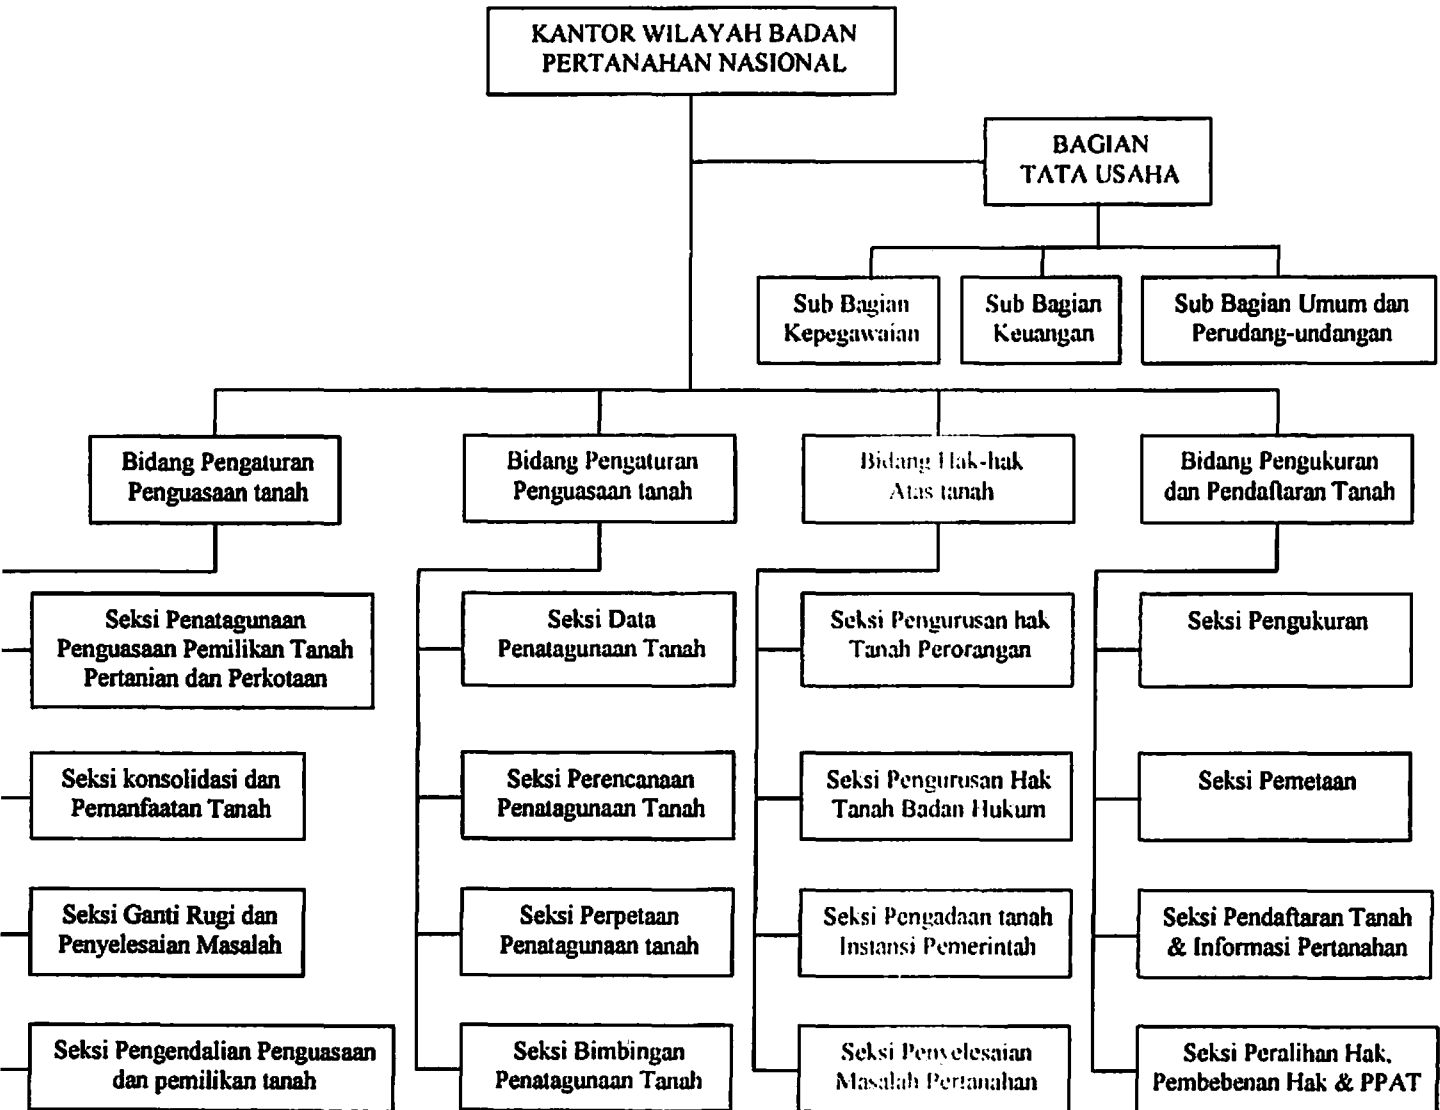 KANTOR WILAYAH BADAN
PERTANAHAN NASIONAL
BAGIAN
TATA USAHA
Sub Bagian
Kepegawaian
Sub Bagian
Keuangan
Sub Bagian Umum dan
Perudang-undangan
Bidang Pengaturan
Penguasaan tanah
Bidang Pengaturan
Penguasaan tanah
Bidang Hak-hak
Atas tanah
Bidang Pengukuran
dan Pendaftaran Tanah
Seksi Penatagunaan
Penguasaan Pemilikan Tanah
Pertanian dan Perkotaan
Seksi Data
Penatagunaan Tanah
Seksi Pengurusan hak
Tanah Perorangan
Seksi Pengukuran
Seksi konsolidasi dan
Pemanfaatan Tanah
Seksi Perencanaan
Penatagunaan Tanah
Seksi Pengurusan Hak
Tanah Badan Hukum
Seksi Pemetaan
Seksi Ganti Rugi dan
Penyelesaian Masalah
Seksi Perpetaan
Penatagunaan tanah
Seksi Pengadaan tanah
Instansi Pemerintah
Seksi Pendaftaran Tanah
& Informasi Pertanahan
Seksi Pengendalian Penguasaan
dan pemilikan tanah
Seksi Bimbingan
Penatagunaan Tanah
Seksi Penyelesaian
Masalah Pertanahan
Seksi Peralihan Hak,
Pembebenan Hak & PPAT